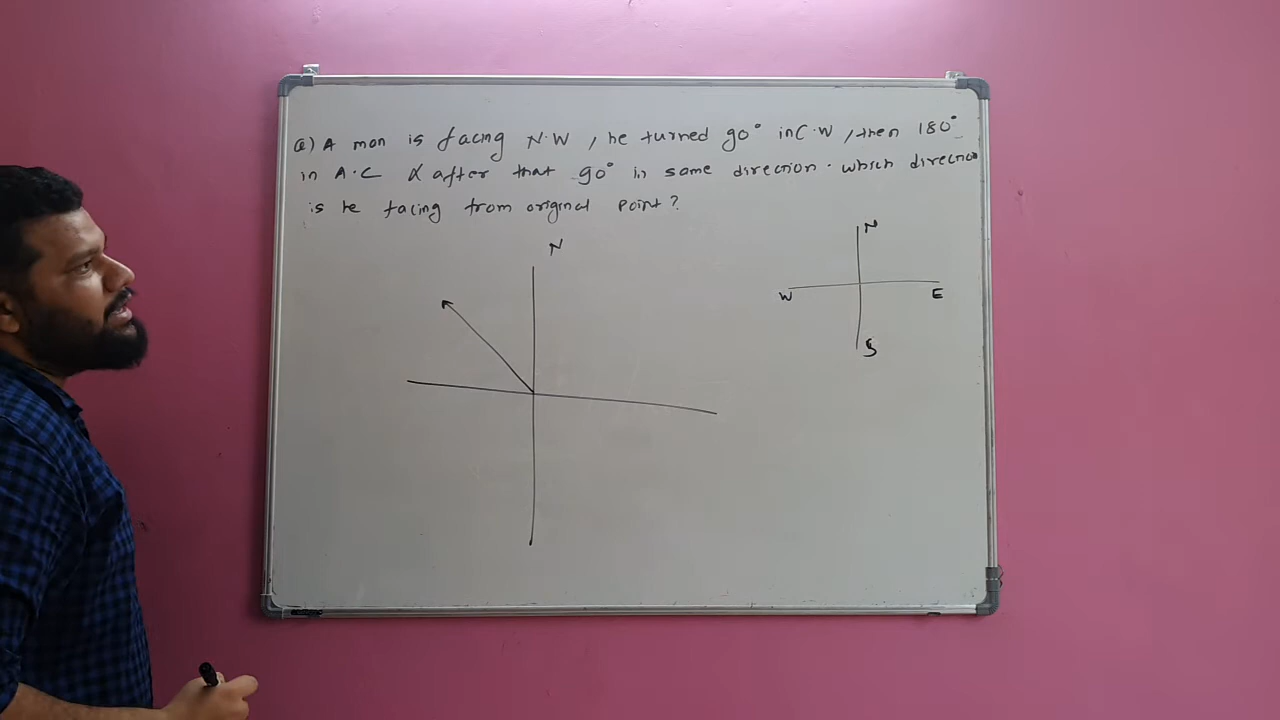 Q) A man is facing N.W , he turned 90° in C.W , then 180°
in A.C & after that 90° in same direction . which direction
is he facing from original point ?
N
N
W
E
S